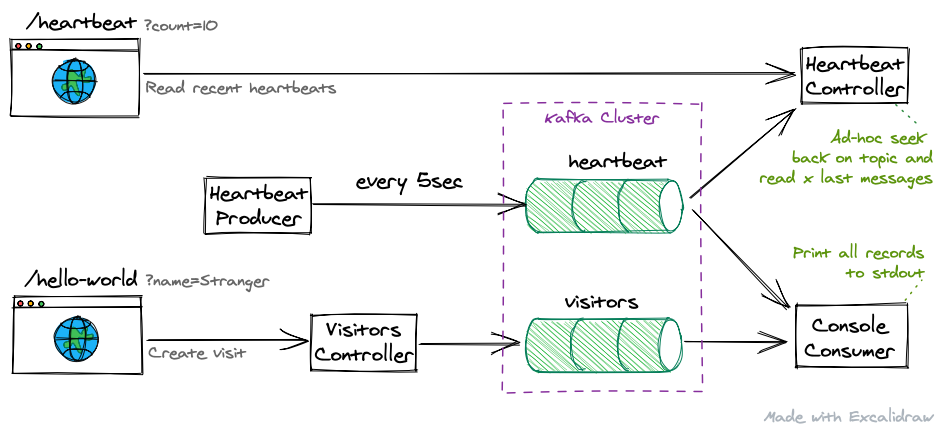 /heartbeat ?count=10
Read recent heartbeats
Heartbeat
Controller
Ad-hoc seek
back on topic and
read x last messages
Kafka Cluster
heartbeat
Heartbeat
Producer
every 5sec
Print all records
to stdout
/hello-world ?name=Stranger
Create visit
Visitors
Controller
visitors
Console
Consumer
Made with Excalidraw